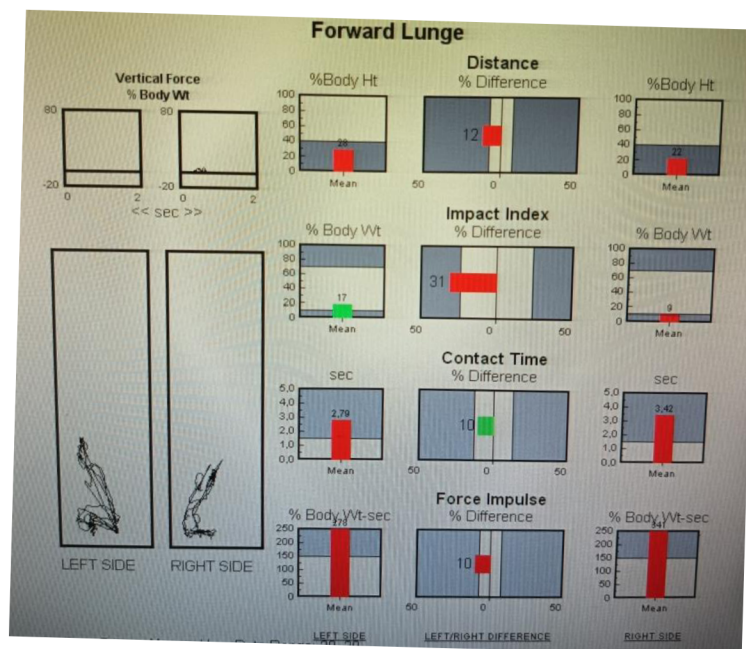 Forward Lunge
Vertical Force
% Body Wt
80
-20
0
2
80
-20
0
2
<< sec >>
LEFT SIDE
RIGHT SIDE
%Body Ht
100
80
60
40
20
0
28
Mean
Distance
% Difference
12
50
0
50
%Body Ht
100
80
60
40
20
0
22
Mean
% Body Wt
100
80
60
40
20
0
17
Mean
Impact Index
% Difference
31
50
0
50
% Body Wt
100
80
60
40
20
0
9
Mean
sec
5,0
4,0
3,0
2,0
1,0
0,0
2,79
Mean
Contact Time
% Difference
10
50
0
50
sec
5,0
4,0
3,0
2,0
1,0
0,0
3,42
Mean
% Body Wt-sec
250
200
150
100
50
0
Mean
Force Impulse
% Difference
10
50
0
50
% Body Wt-sec
250
200
150
100
50
0
Mean
LEFT SIDE
LEFT/RIGHT DIFFERENCE
RIGHT SIDE